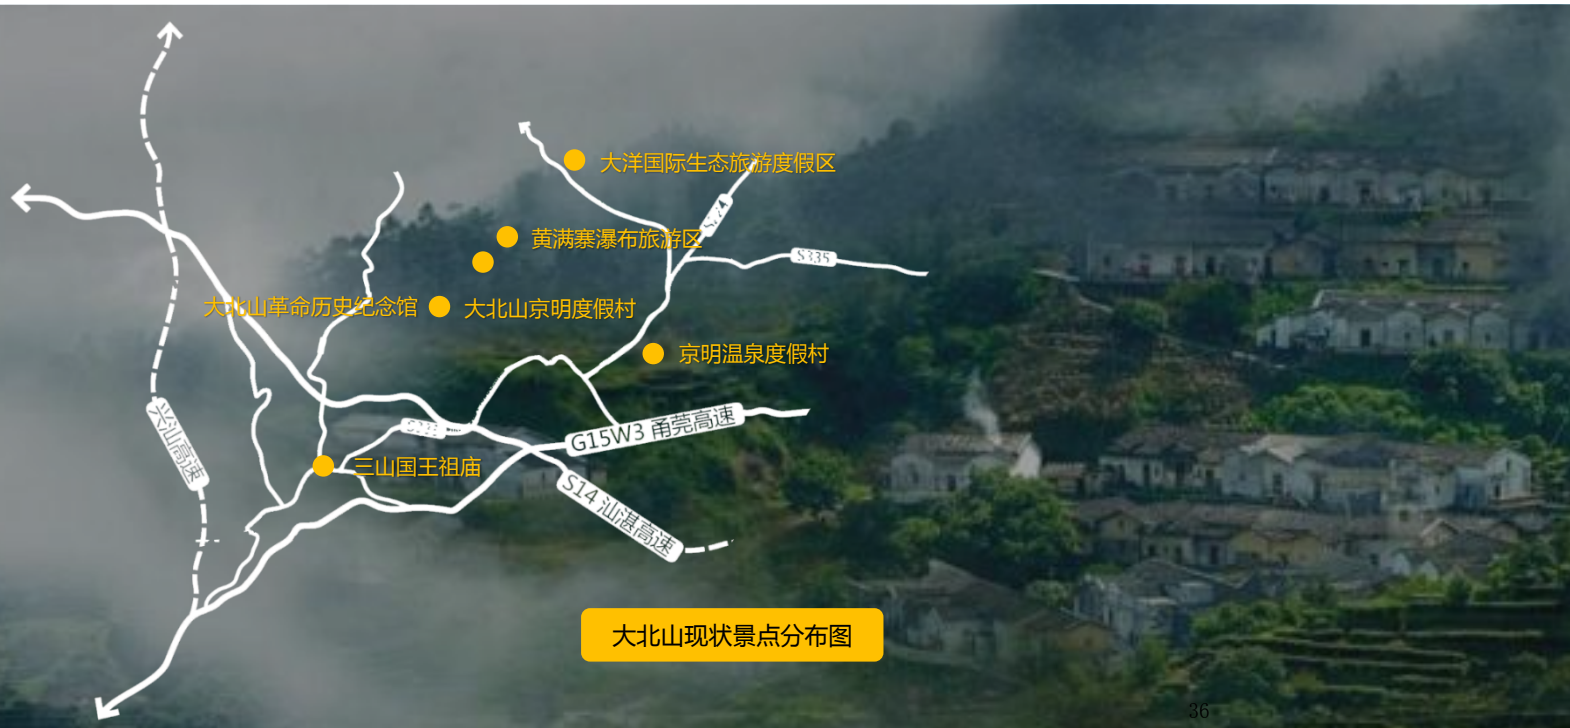 大洋国际生态旅游度假区
黄满寨瀑布旅游区
S335
大北山革命历史纪念馆
大北山京明度假村
京明温泉度假村
兴汕高速
G15W3 甬莞高速
三山国王祖庙
S14 汕湛高速
大北山现状景点分布图
36